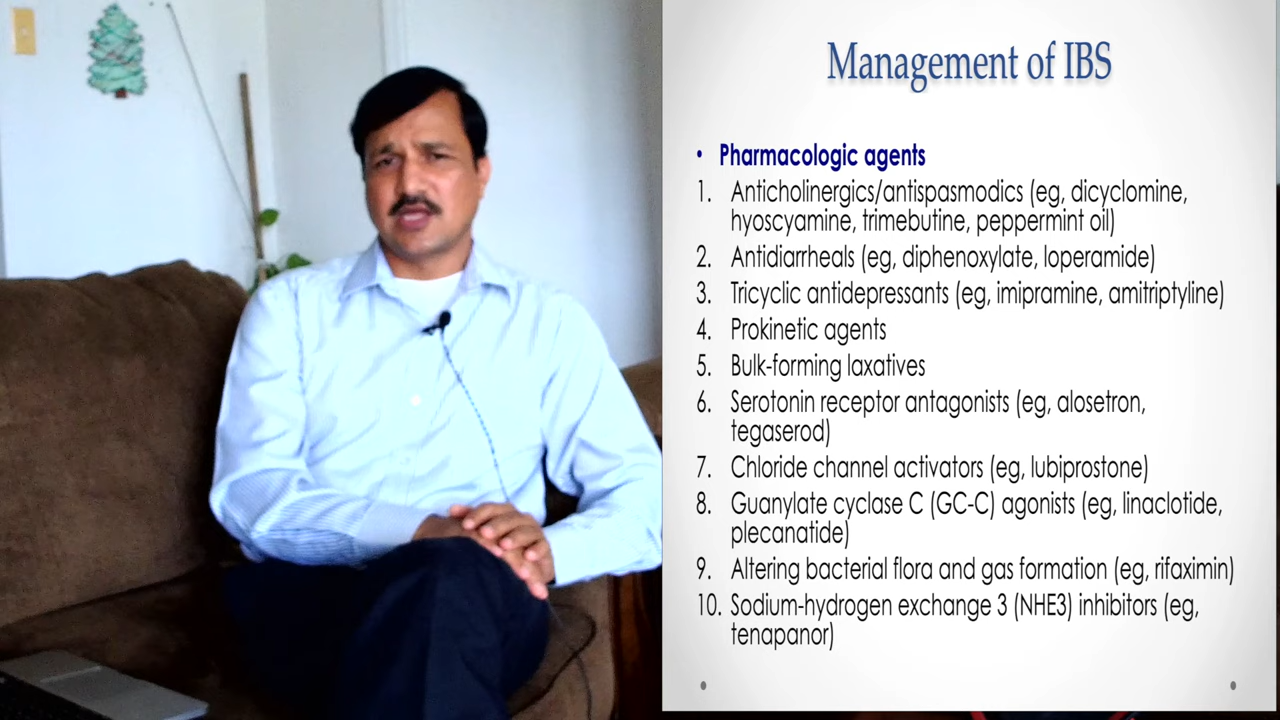 Management of IBS
• Pharmacologic agents
1. Anticholinergics/antispasmodics (eg, dicyclomine,
hyoscyamine, trimebutine, peppermint oil)
2. Antidiarrheals (eg, diphenoxylate, loperamide)
3. Tricyclic antidepressants (eg, imipramine, amitriptyline)
4. Prokinetic agents
5. Bulk-forming laxatives
6. Serotonin receptor antagonists (eg, alosetron,
tegaserod)
7. Chloride channel activators (eg, lubiprostone)
8. Guanylate cyclase C (GC-C) agonists (eg, linaclotide,
plecanatide)
9. Altering bacterial flora and gas formation (eg, rifaximin)
10. Sodium-hydrogen exchange 3 (NHE3) inhibitors (eg,
tenapanor)